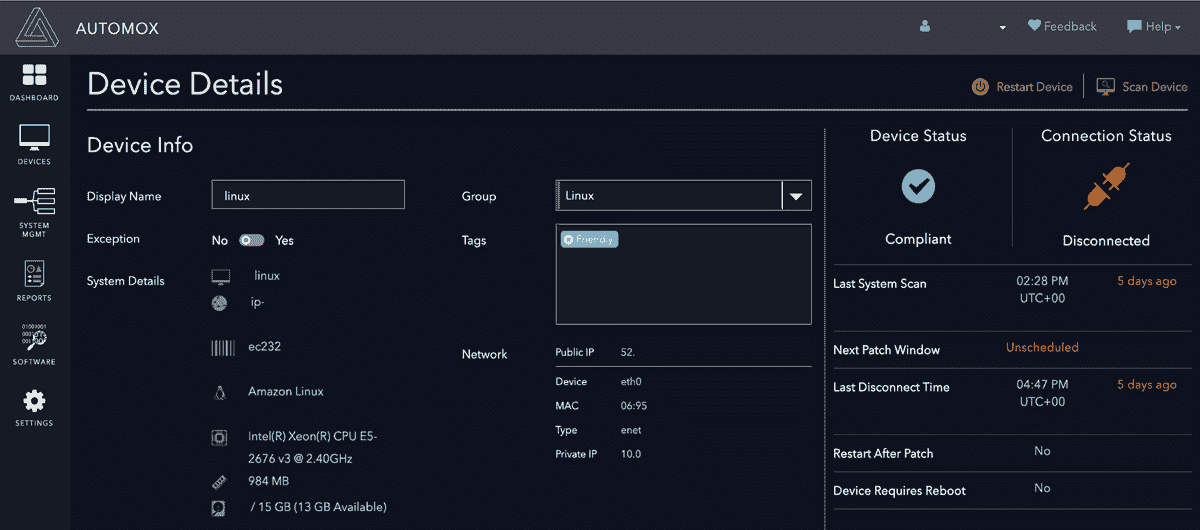 AUTOMOX
Feedback
Help
DASHBOARD
DEVICES
SYSTEM
MGMT
REPORTS
SOFTWARE
SETTINGS
Device Details
Restart Device
Scan Device
Device Info
Display Name
linux
Exception
No
Yes
System Details
linux
ip-
ec232
Amazon Linux
Intel(R) Xeon(R) CPU E5-
2676 v3 @ 2.40GHz
984 MB
/ 15 GB (13 GB Available)
Group
Linux
Tags
Friendly
Network
Public IP 52.
Device eth0
MAC 06:95
Type enet
Private IP 10.0
Device Status
Compliant
Connection Status
Disconnected
Last System Scan 02:28 PM 5 days ago
UTC+00
Next Patch Window Unscheduled
Last Disconnect Time 04:47 PM 5 days ago
UTC+00
Restart After Patch No
Device Requires Reboot No